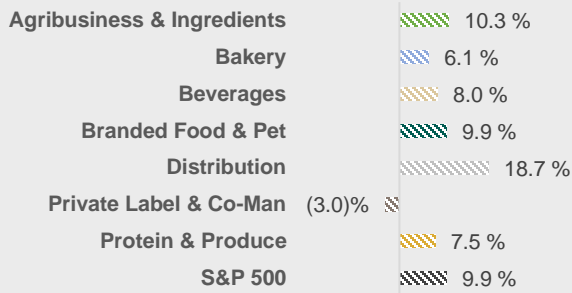 Agribusiness & Ingredients 10.3 %
Bakery 6.1 %
Beverages 8.0 %
Branded Food & Pet 9.9 %
Distribution 18.7 %
Private Label & Co-Man (3.0)%
Protein & Produce 7.5 %
S&P 500 9.9 %